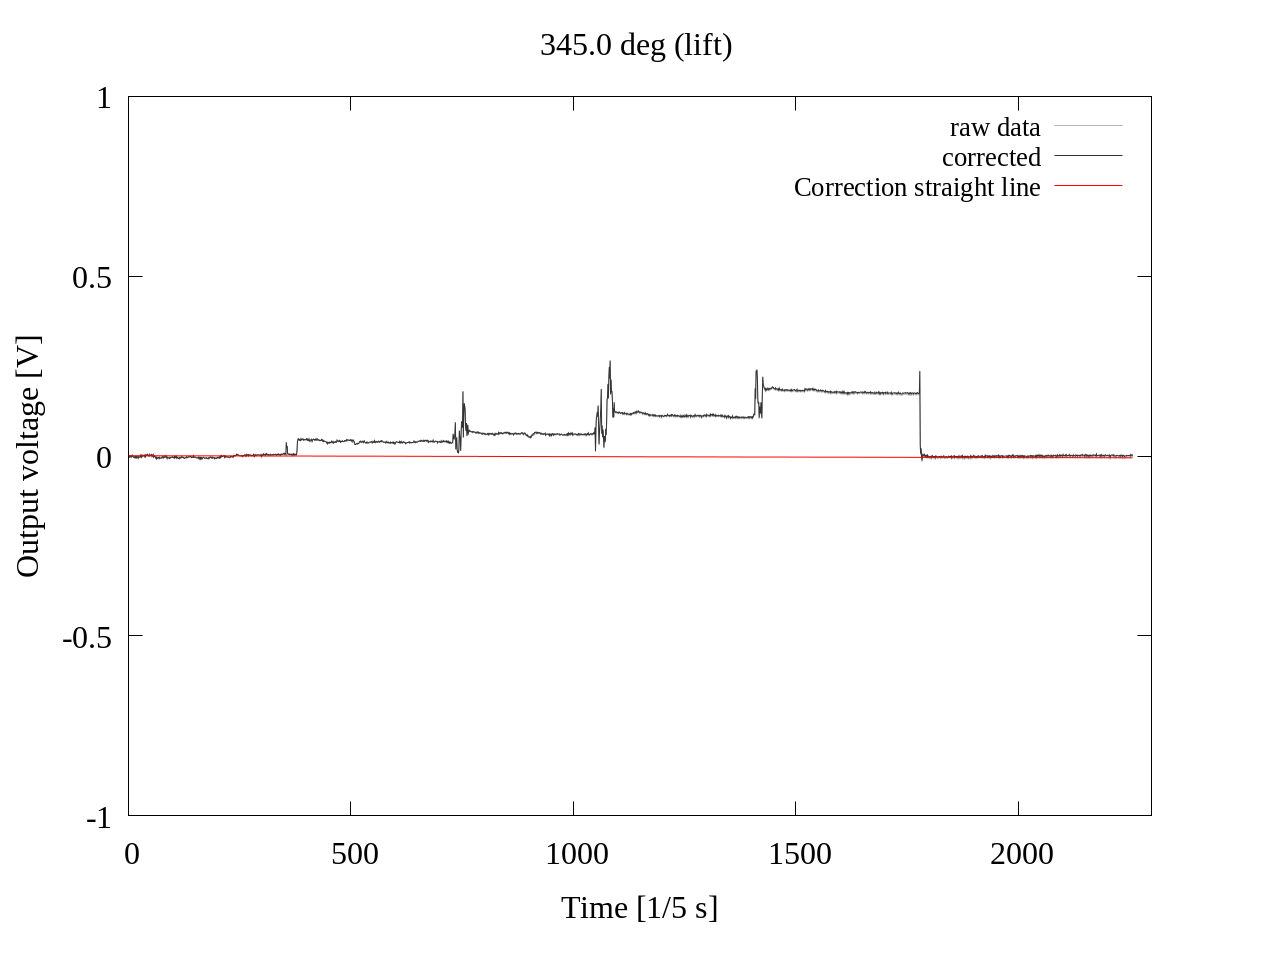 345.0 deg (lift)
1
raw data
corrected
Correction straight line
0.5
0
-0.5
-1
Output voltage [V]
0 500 1000 1500 2000
Time [1/5 s]